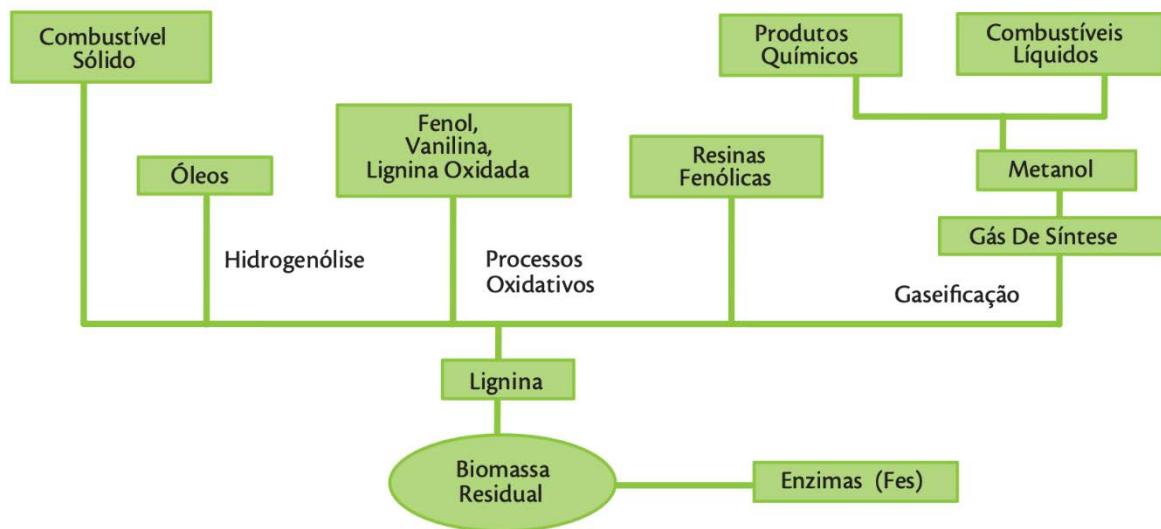 Combustível
Sólido
Produtos
Químicos
Combustíveis
Líquidos
Fenol,
Vanilina,
Lignina Oxidada
Óleos
Resinas
Fenólicas
Metanol
Gás De Síntese
Hidrogenólise
Processos
Oxidativos
Gaseificação
Lignina
Biomassa
Residual
Enzimas (Fes)